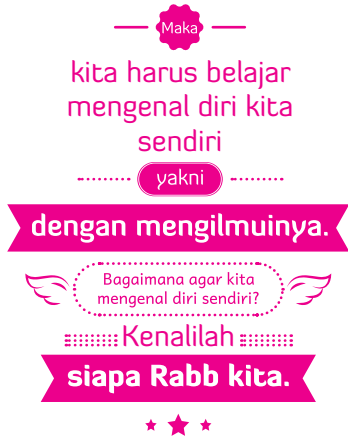 Maka
kita harus belajar
mengenal diri kita
sendiri
yakni
dengan mengilmuinya.
Bagaimana agar kita
mengenal diri sendiri?
Kenalilah
siapa Rabb kita.